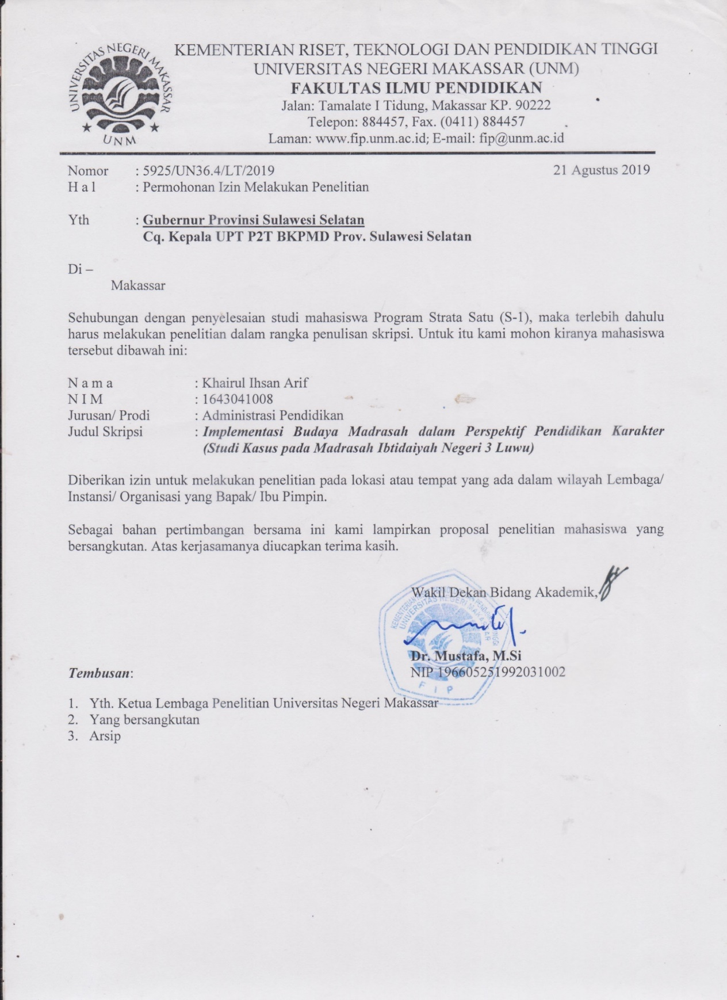 UNIVERSITAS NEGERI MAKASSAR
UNM
KEMENTERIAN RISET, TEKNOLOGI DAN PENDIDIKAN TINGGI
UNIVERSITAS NEGERI MAKASSAR (UNM)
FAKULTAS ILMU PENDIDIKAN
Jalan: Tamalate I Tidung, Makassar KP. 90222
Telepon: 884457, Fax. (0411) 884457
Laman: www.fip.unm.ac.id; E-mail: fip@unm.ac.id
Nomor : 5925/UN36.4/LT/2019 21 Agustus 2019
H a l : Permohonan Izin Melakukan Penelitian
Yth : Gubernur Provinsi Sulawesi Selatan
Cq. Kepala UPT P2T BKPMD Prov. Sulawesi Selatan
Di –
Makassar
Sehubungan dengan penyelesaian studi mahasiswa Program Strata Satu (S-1), maka terlebih dahulu
harus melakukan penelitian dalam rangka penulisan skripsi. Untuk itu kami mohon kiranya mahasiswa
tersebut dibawah ini:
N a m a : Khairul Ihsan Arif
N I M : 1643041008
Jurusan/ Prodi : Administrasi Pendidikan
Judul Skripsi : Implementasi Budaya Madrasah dalam Perspektif Pendidikan Karakter
(Studi Kasus pada Madrasah Ibtidaiyah Negeri 3 Luwu)
Diberikan izin untuk melakukan penelitian pada lokasi atau tempat yang ada dalam wilayah Lembaga/
Instansi/ Organisasi yang Bapak/ Ibu Pimpin.
Sebagai bahan pertimbangan bersama ini kami lampirkan proposal penelitian mahasiswa yang
bersangkutan. Atas kerjasamanya diucapkan terima kasih.
Wakil Dekan Bidang Akademik,
UNIVERSITAS NEGERI MAKASSAR
FIP
Dr. Mustafa, M.Si
NIP 196605251992031002
Tembusan:
1. Yth. Ketua Lembaga Penelitian Universitas Negeri Makassar
2. Yang bersangkutan
3. Arsip